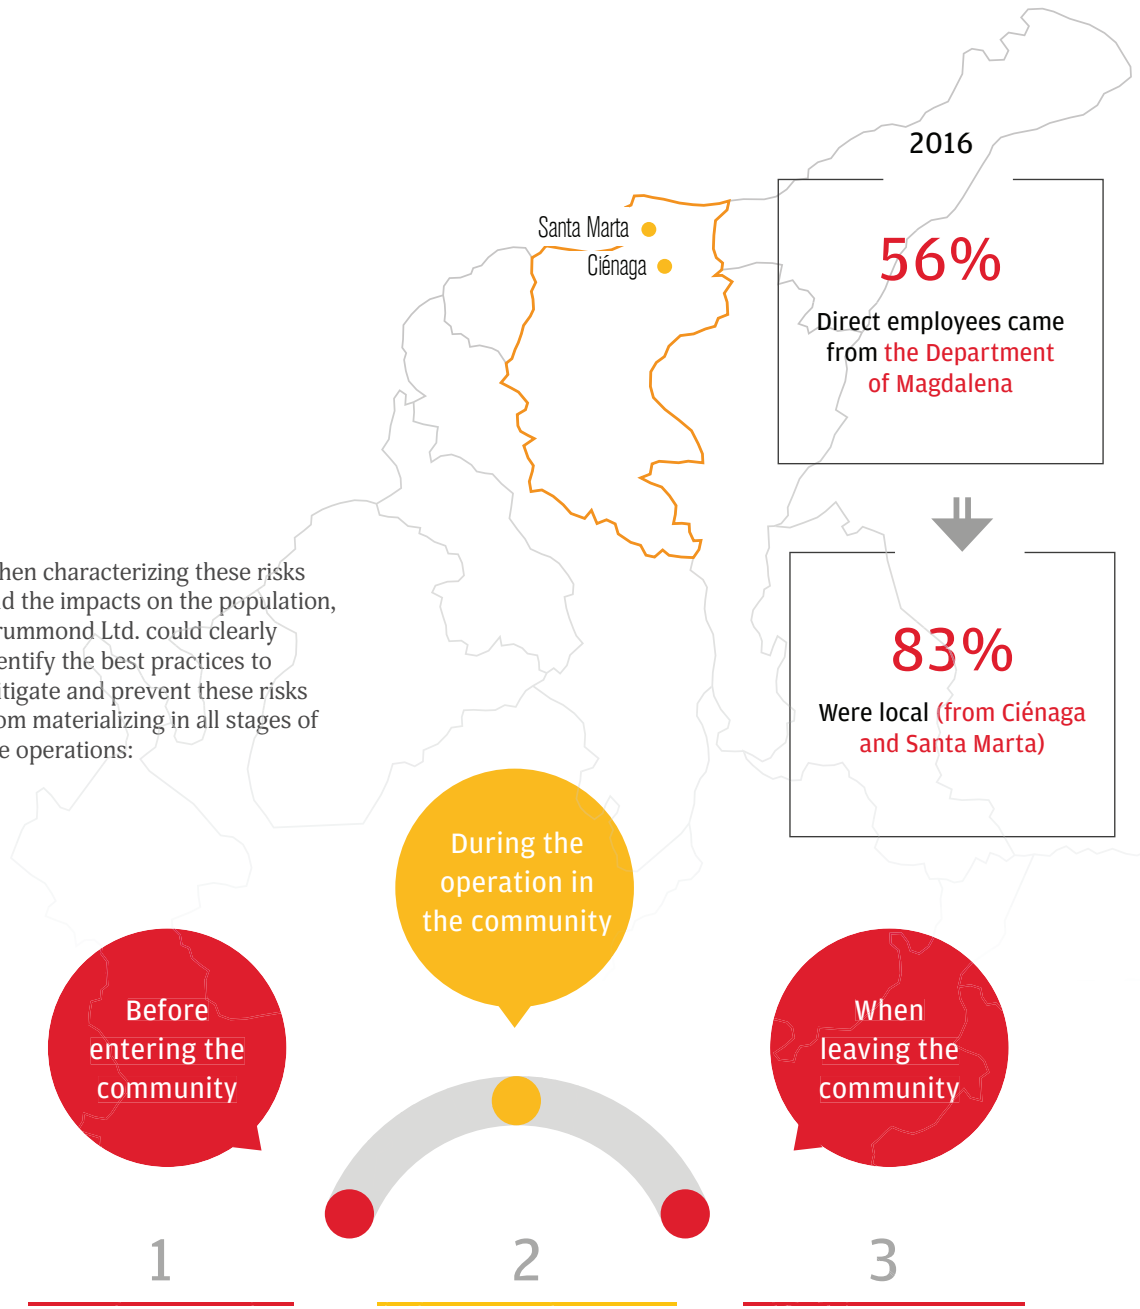 2016
Santa Marta
Ciénaga
56%
Direct employees came
from the Department
of Magdalena
hen characterizing these risks
d the impacts on the population,
rummond Ltd. could clearly
entify the best practices to
itigate and prevent these risks
om materializing in all stages of
e operations:
83%
Were local (from Ciénaga
and Santa Marta)
During the
operation in
the community
Before
entering the
community
When
leaving the
community
1
2
3